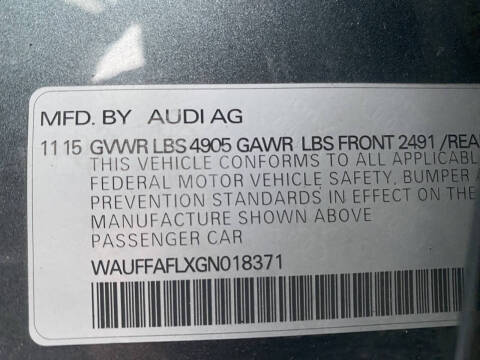 MFD. BY AUDI AG
11 15 GVWR LBS 4905 GAWR LBS FRONT 2491 /REA
THIS VEHICLE CONFORMS TO ALL APPLICABL
FEDERAL MOTOR VEHICLE SAFETY, BUMPER
PREVENTION STANDARDS IN EFFECT ON THE
MANUFACTURE SHOWN ABOVE
PASSENGER CAR
WAUFFAFLXGN018371